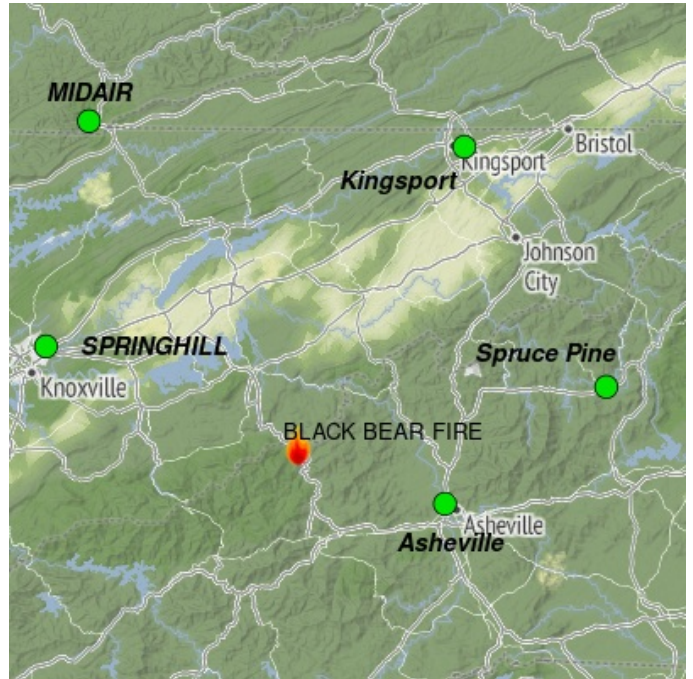 MIDAIR
Bristol
Kingsport
Kingsport
Johnson
City
SPRINGHILL
Spruce Pine
Knoxville
BLACK BEAR FIRE
Asheville
Asheville